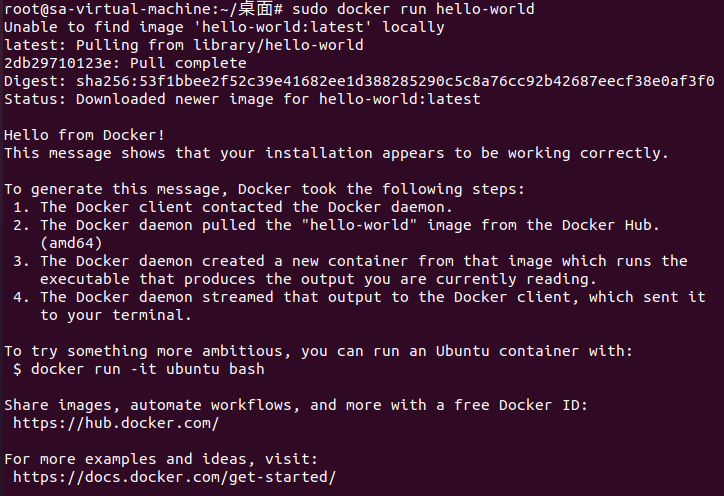 root@sa-virtual-machine:~/桌面# sudo docker run hello-world
Unable to find image 'hello-world:latest' locally
latest: Pulling from library/hello-world
2db29710123e: Pull complete
Digest: sha256:53f1bbee2f52c39e41682ee1d388285290c5c8a76cc92b42687eecf38e0af3f0
Status: Downloaded newer image for hello-world:latest

Hello from Docker!
This message shows that your installation appears to be working correctly.

To generate this message, Docker took the following steps:
 1. The Docker client contacted the Docker daemon.
 2. The Docker daemon pulled the "hello-world" image from the Docker Hub.
    (amd64)
 3. The Docker daemon created a new container from that image which runs the
    executable that produces the output you are currently reading.
 4. The Docker daemon streamed that output to the Docker client, which sent it
    to your terminal.

To try something more ambitious, you can run an Ubuntu container with:
 $ docker run -it ubuntu bash

Share images, automate workflows, and more with a free Docker ID:
 https://hub.docker.com/

For more examples and ideas, visit:
 https://docs.docker.com/get-started/